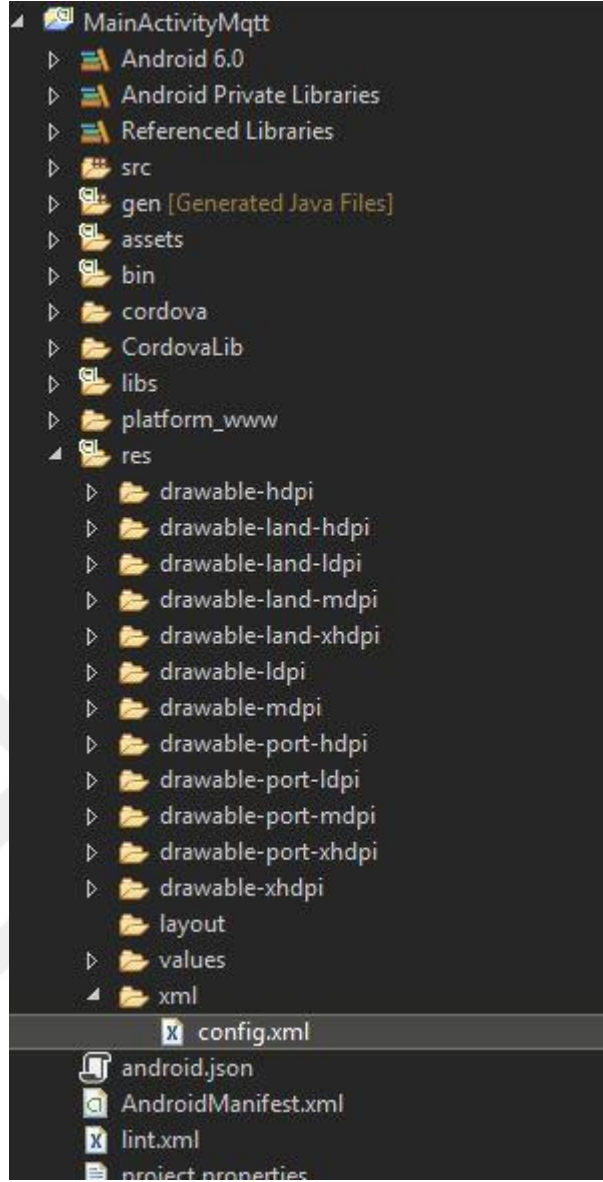 MainActivityMqtt
Android 6.0
Android Private Libraries
Referenced Libraries
src
gen [Generated Java Files]
assets
bin
cordova
CordovaLib
libs
platform_www
res
drawable-hdpi
drawable-land-hdpi
drawable-land-ldpi
drawable-land-mdpi
drawable-land-xhdpi
drawable-ldpi
drawable-mdpi
drawable-port-hdpi
drawable-port-ldpi
drawable-port-mdpi
drawable-port-xhdpi
drawable-xhdpi
layout
values
xml
config.xml
android.json
AndroidManifest.xml
lint.xml
project.properties